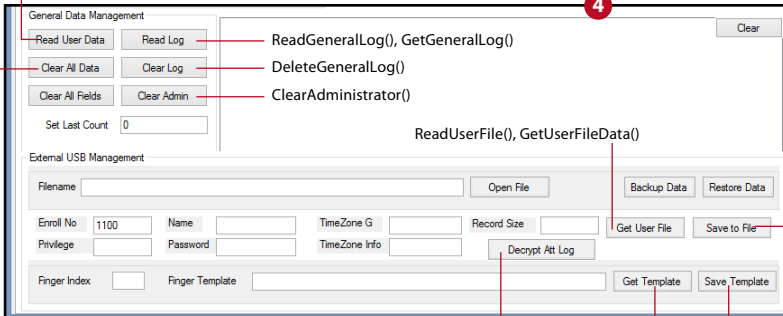 4
General Data Management
Clear
Read User Data Read Log ReadGeneralLog(), GetGeneralLog()
Clear All Data Clear Log DeleteGeneralLog()
Clear All Fields Clear Admin ClearAdministrator()
Set Last Count 0
ReadUserFile(), GetUserFileData()
External USB Management
Filename Open File Backup Data Restore Data
Enroll No 1100 Name TimeZone G Record Size Get User File Save to File
Privilege Password TimeZone Info Decrypt Att Log
Finger Index Finger Template Get Template Save Template